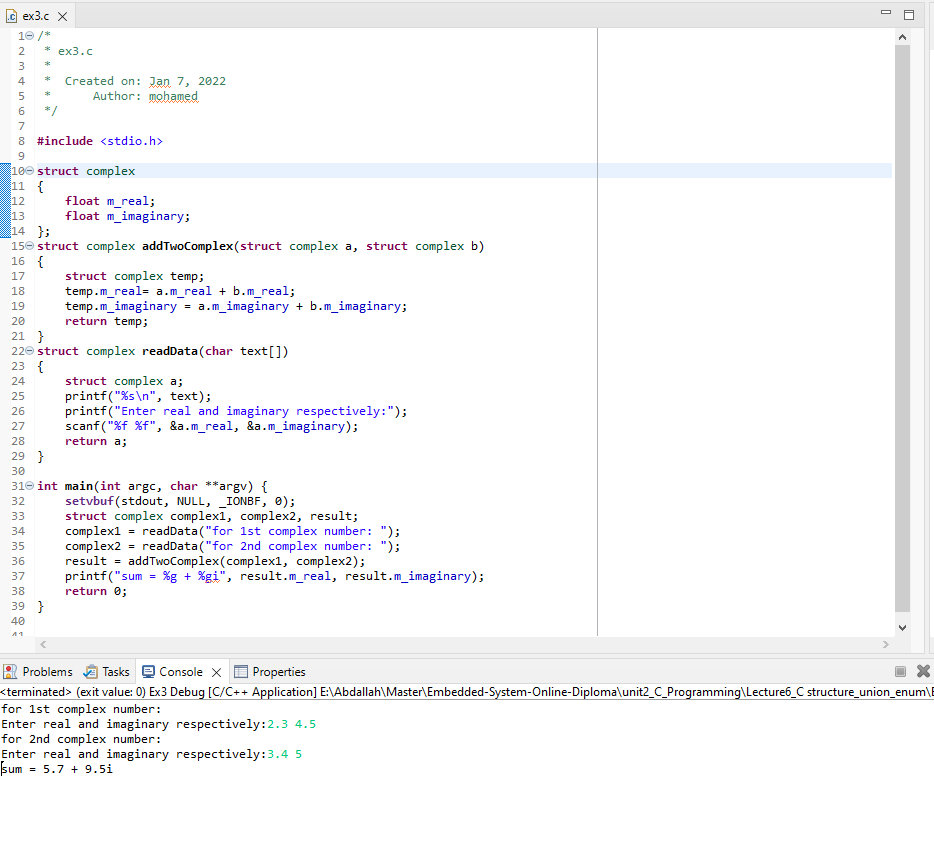 ex3.c
1 /*
2  * ex3.c
3  *
4  *  Created on: Jan 7, 2022
5  *      Author: mohamed
6  */
7
8 #include <stdio.h>
9
10 struct complex
11 {
12     float m_real;
13     float m_imaginary;
14 };
15 struct complex addTwoComplex(struct complex a, struct complex b)
16 {
17     struct complex temp;
18     temp.m_real= a.m_real + b.m_real;
19     temp.m_imaginary = a.m_imaginary + b.m_imaginary;
20     return temp;
21 }
22 struct complex readData(char text[])
23 {
24     struct complex a;
25     printf("%s\n", text);
26     printf("Enter real and imaginary respectively:");
27     scanf("%f %f", &a.m_real, &a.m_imaginary);
28     return a;
29 }
30
31 int main(int argc, char **argv) {
32     setvbuf(stdout, NULL, _IONBF, 0);
33     struct complex complex1, complex2, result;
34     complex1 = readData("for 1st complex number: ");
35     complex2 = readData("for 2nd complex number: ");
36     result = addTwoComplex(complex1, complex2);
37     printf("sum = %g + %gi", result.m_real, result.m_imaginary);
38     return 0;
39 }
40
41
Problems Tasks Console Properties
<terminated> (exit value: 0) Ex3 Debug [C/C++ Application] E:\Abdallah\Master\Embedded-System-Online-Diploma\unit2_C_Programming\Lecture6_C structure_union_enum\E
for 1st complex number:
Enter real and imaginary respectively:2.3 4.5
for 2nd complex number:
Enter real and imaginary respectively:3.4 5
sum = 5.7 + 9.5i